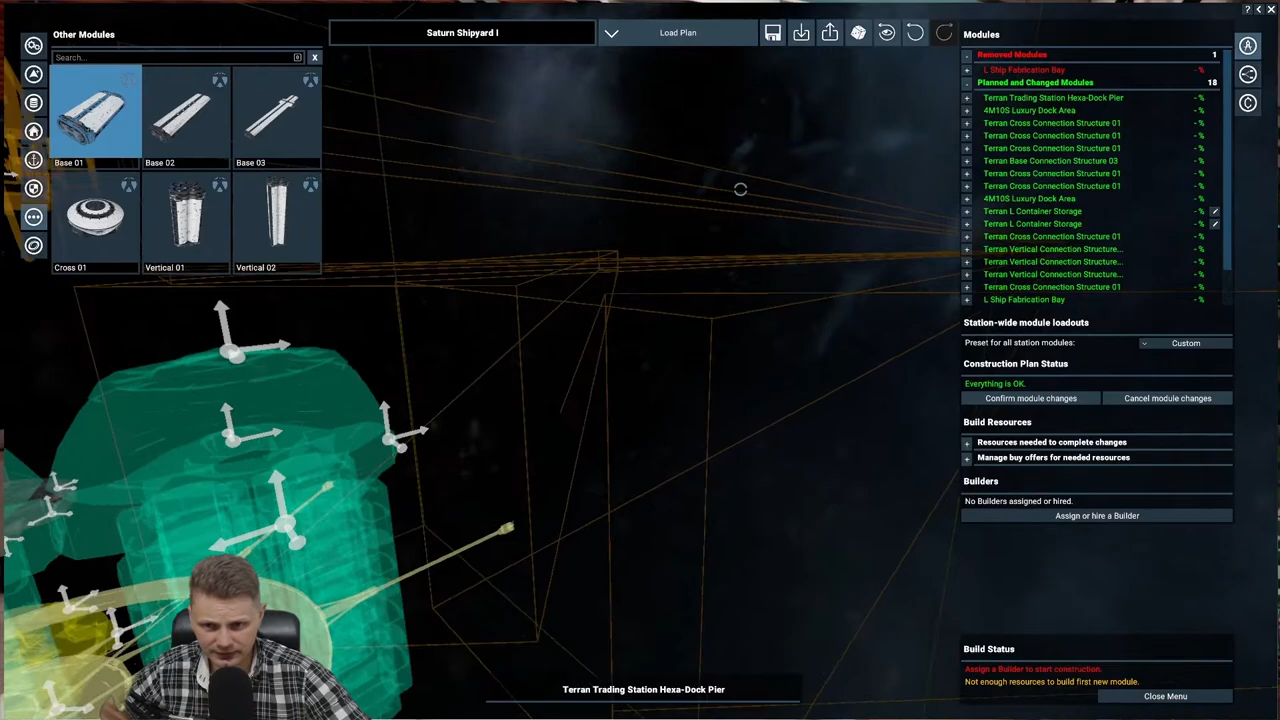 Other Modules
Search...
x
Base 01
Base 02
Base 03
Cross 01
Vertical 01
Vertical 02
Saturn Shipyard I
Load Plan
Modules
- Removed Modules 1
+ L Ship Fabrication Bay - %
- Planned and Changed Modules 18
+ Terran Trading Station Hexa-Dock Pier - %
+ 4M10S Luxury Dock Area - %
+ Terran Cross Connection Structure 01 - %
+ Terran Cross Connection Structure 01 - %
+ Terran Cross Connection Structure 01 - %
+ Terran Base Connection Structure 03 - %
+ Terran Cross Connection Structure 01 - %
+ Terran Cross Connection Structure 01 - %
+ 4M10S Luxury Dock Area - %
+ Terran L Container Storage - %
+ Terran L Container Storage - %
+ Terran Cross Connection Structure 01 - %
+ Terran Vertical Connection Structure... - %
+ Terran Vertical Connection Structure... - %
+ Terran Vertical Connection Structure... - %
+ Terran Cross Connection Structure 01 - %
+ L Ship Fabrication Bay - %
Station-wide module loadouts
Preset for all station modules: Custom
Construction Plan Status
Everything is OK.
Confirm module changes Cancel module changes
Build Resources
+ Resources needed to complete changes
+ Manage buy offers for needed resources
Builders
No Builders assigned or hired.
Assign or hire a Builder
Build Status
Assign a Builder to start construction.
Not enough resources to build first new module.
Close Menu
Terran Trading Station Hexa-Dock Pier